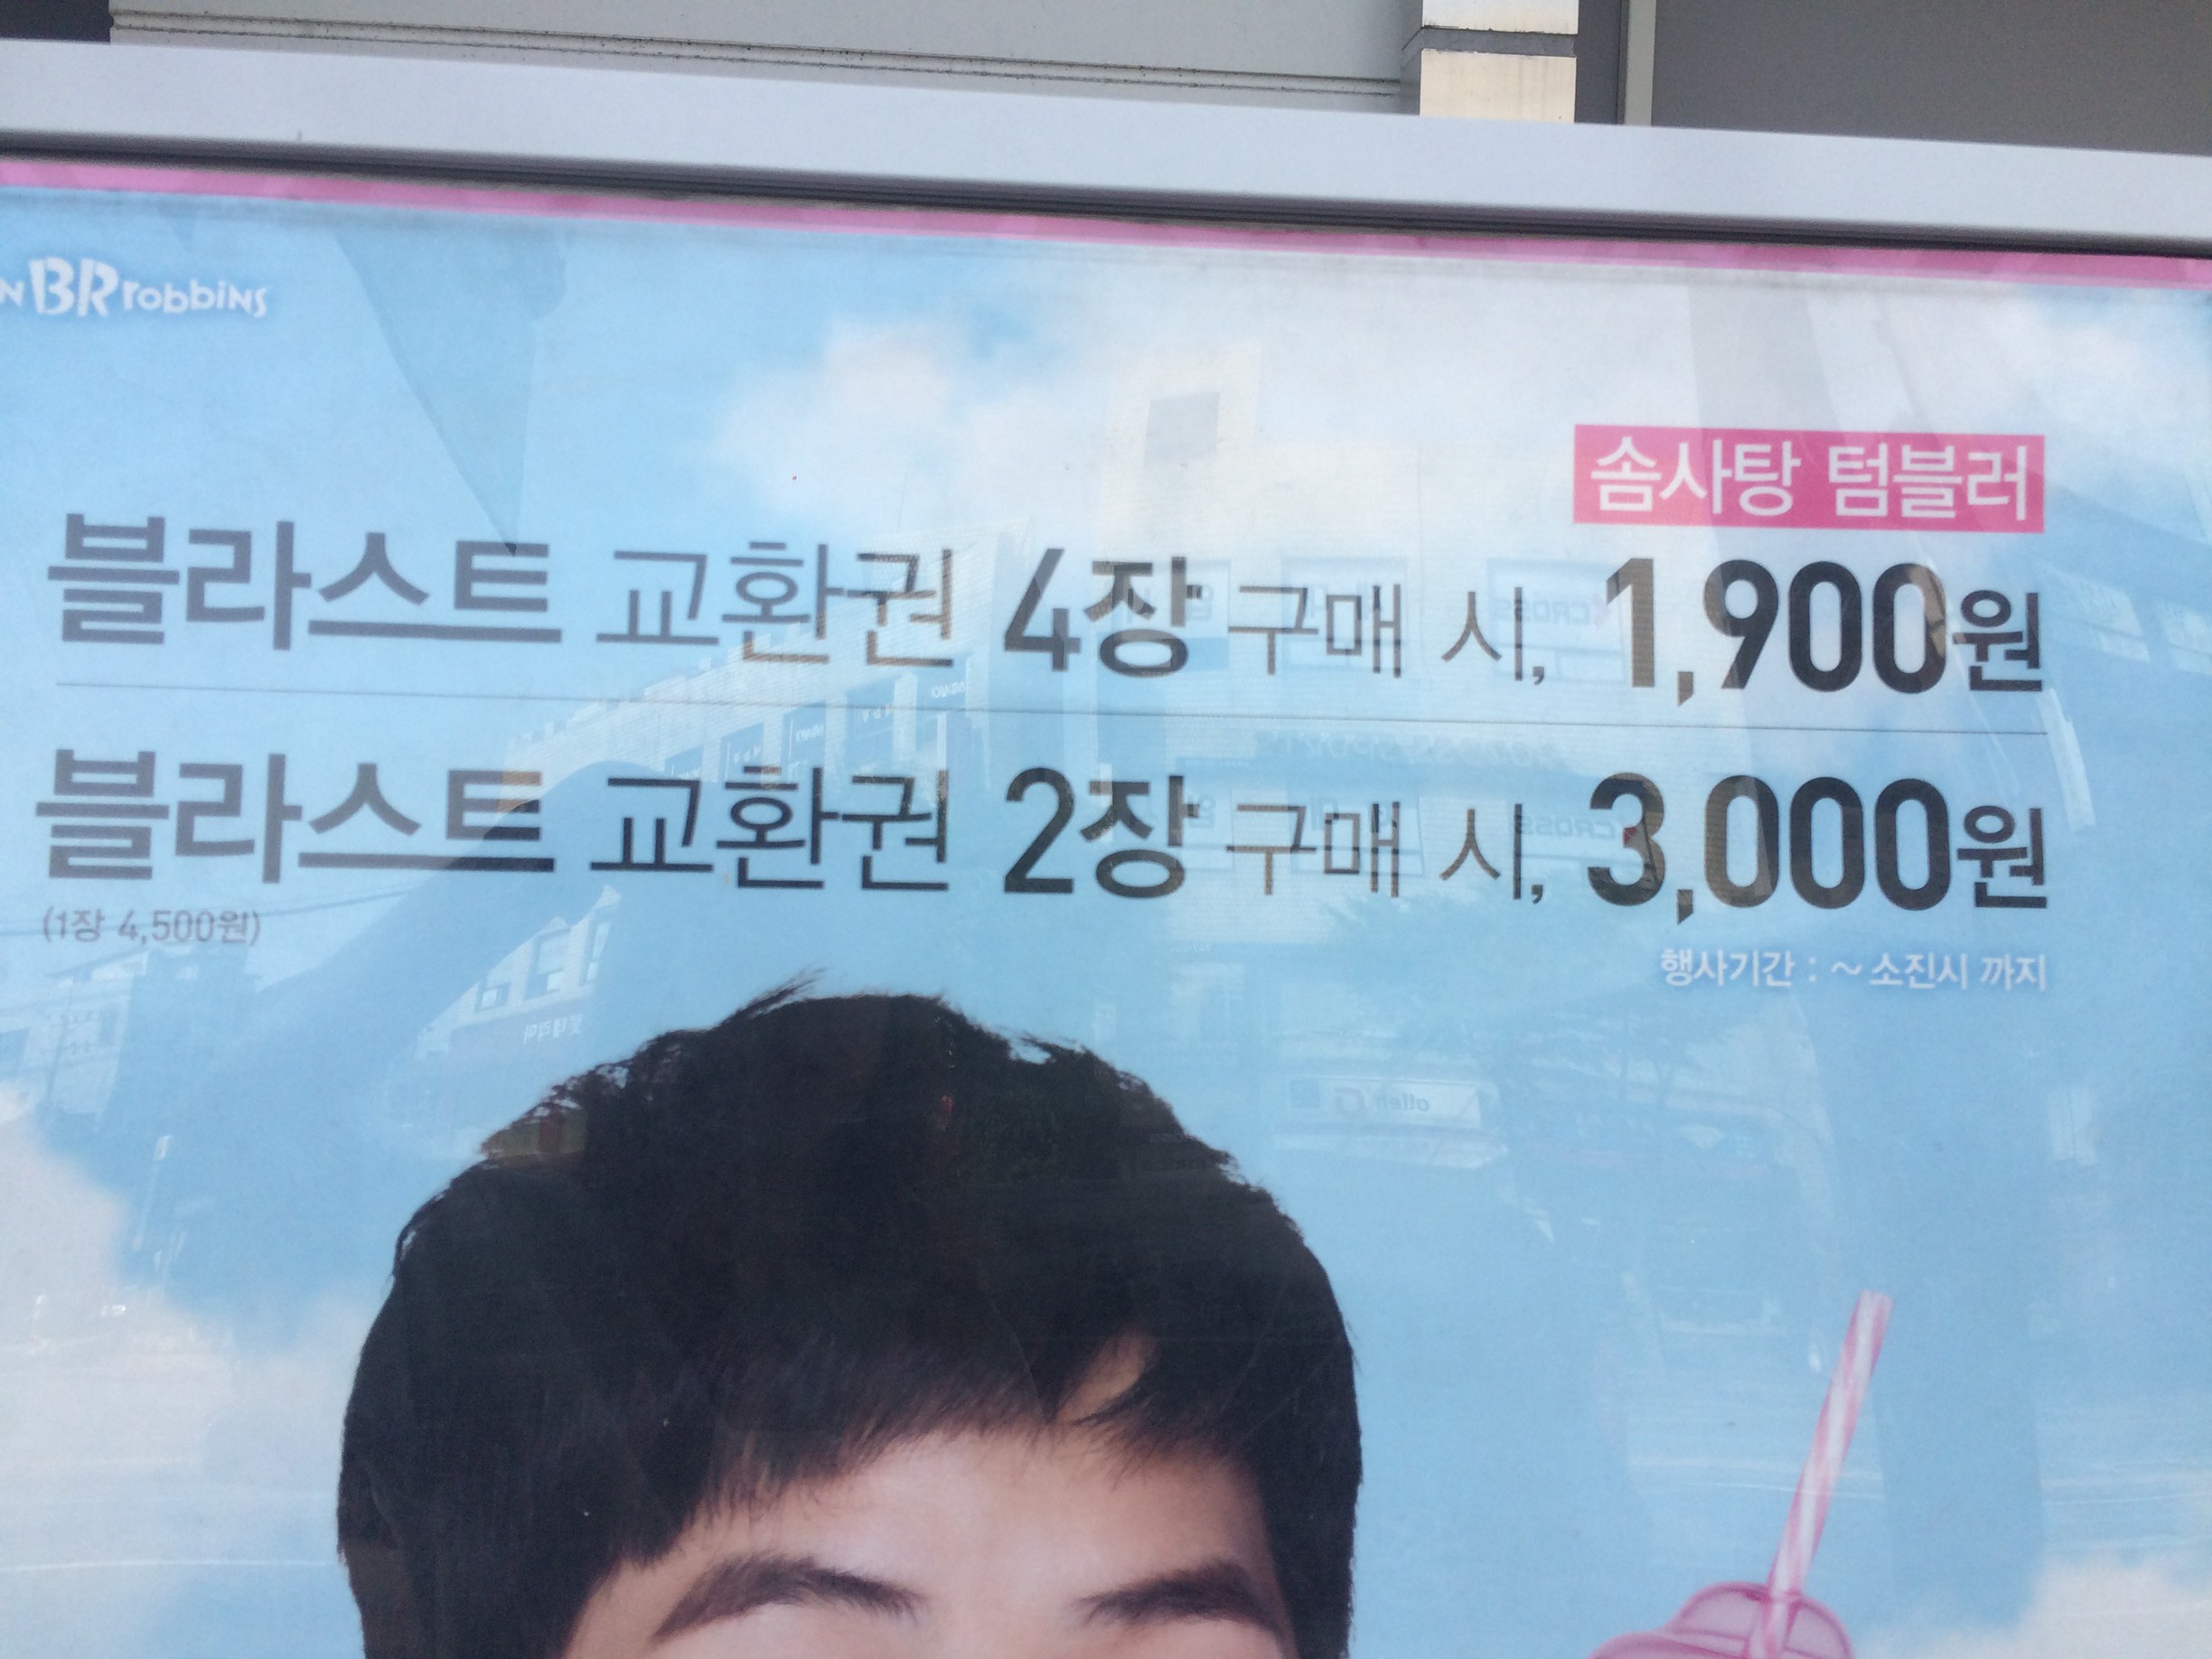 N BR robbins
솜사탕 텀블러
블라스트 교환권 4장 구매 시, 1,900원
블라스트 교환권 2장 구매 시, 3,000원
(1장 4,500원)
행사기간 : ~ 소진시 까지